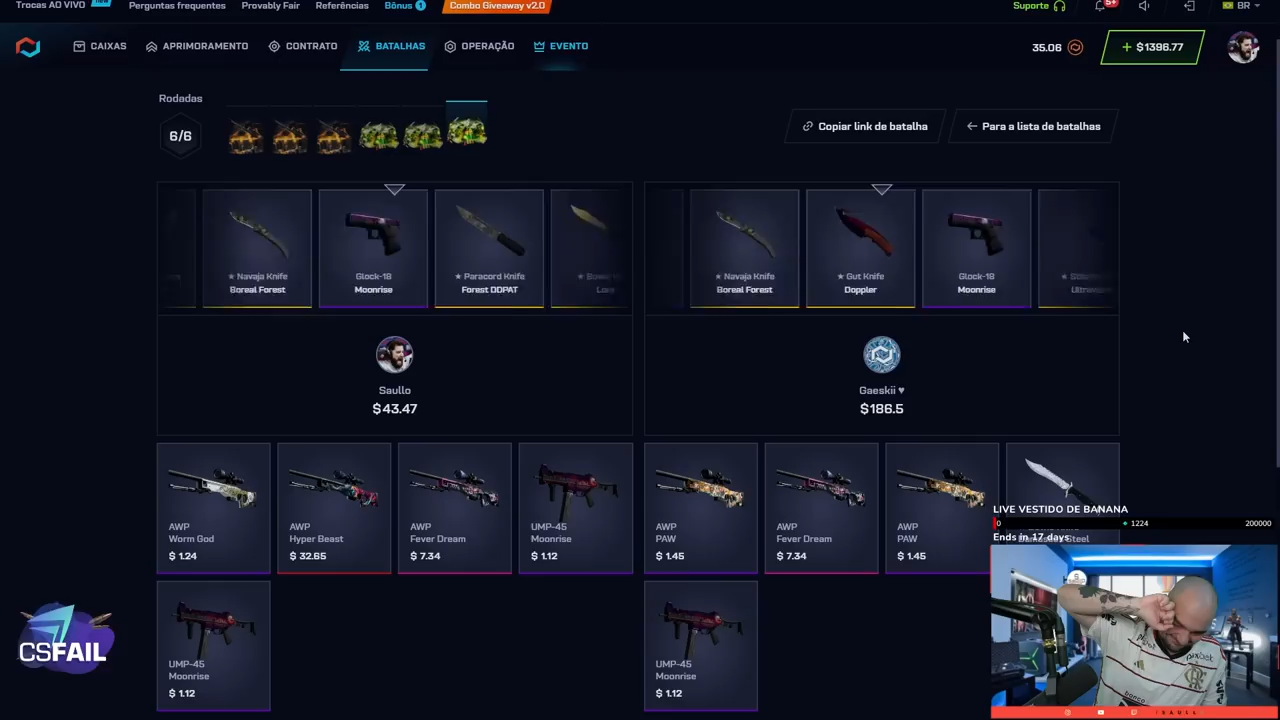 Trocas AO VIVO
Perguntas frequentes
Provably Fair
Referências
Bônus 1
Combo Giveaway v2.0
Suporte
5+
BR
CAIXAS
APRIMORAMENTO
CONTRATO
BATALHAS
OPERAÇÃO
EVENTO
35.06
+ $1396.77
Rodadas
6/6
Copiar link de batalha
← Para a lista de batalhas
★ Navaja Knife
Boreal Forest
Glock-18
Moonrise
★ Paracord Knife
Forest DDPAT
★ Navaja Knife
Boreal Forest
★ Gut Knife
Doppler
Glock-18
Moonrise
Saullo
$43.47
Gaeskii ♥
$186.5
AWP
Worm God
$ 1.24
AWP
Hyper Beast
$ 32.65
AWP
Fever Dream
$ 7.34
UMP-45
Moonrise
$ 1.12
AWP
PAW
$ 1.45
AWP
Fever Dream
$ 7.34
AWP
PAW
$ 1.45
LIVE VESTIDO DE BANANA
0
1224
200000
Ends in 17 days
Steel
UMP-45
Moonrise
$ 1.12
UMP-45
Moonrise
$ 1.12
CSFAIL
pixbet